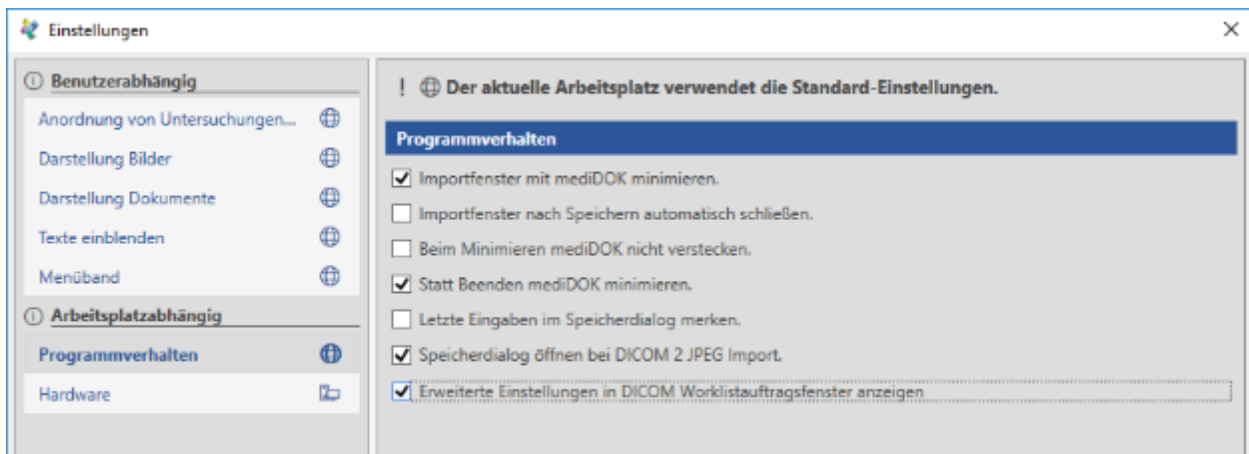 Einstellungen
Benutzerabhängig
Anordnung von Untersuchungen...
Darstellung Bilder
Darstellung Dokumente
Texte einblenden
Menüband
Arbeitsplatzabhängig
Programmverhalten
Hardware
! Der aktuelle Arbeitsplatz verwendet die Standard-Einstellungen.
Programmverhalten
Importfenster mit mediDOK minimieren.
Importfenster nach Speichern automatisch schließen.
Beim Minimieren mediDOK nicht verstecken.
Statt Beenden mediDOK minimieren.
Letzte Eingaben im Speicherdialog merken.
Speicherdialog öffnen bei DICOM 2 JPEG Import.
Erweiterte Einstellungen in DICOM Worklistauftragsfenster anzeigen